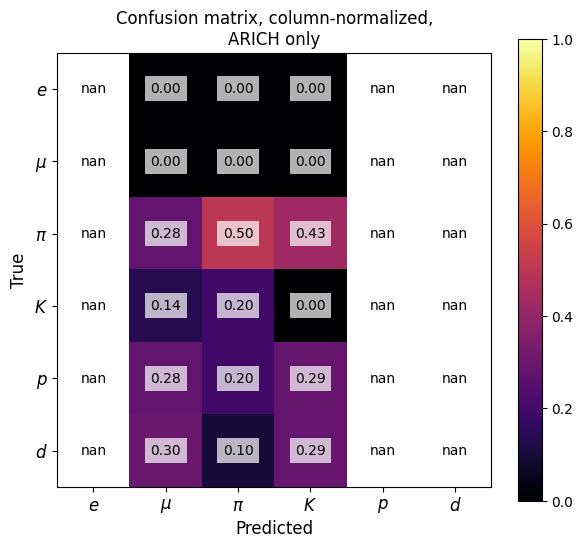 Confusion matrix, column-normalized,
ARICH only
True
e nan 0.00 0.00 0.00 nan nan
μ nan 0.00 0.00 0.00 nan nan
π nan 0.28 0.50 0.43 nan nan
K nan 0.14 0.20 0.00 nan nan
p nan 0.28 0.20 0.29 nan nan
d nan 0.30 0.10 0.29 nan nan
e μ π K p d
Predicted
1.0
0.8
0.6
0.4
0.2
0.0